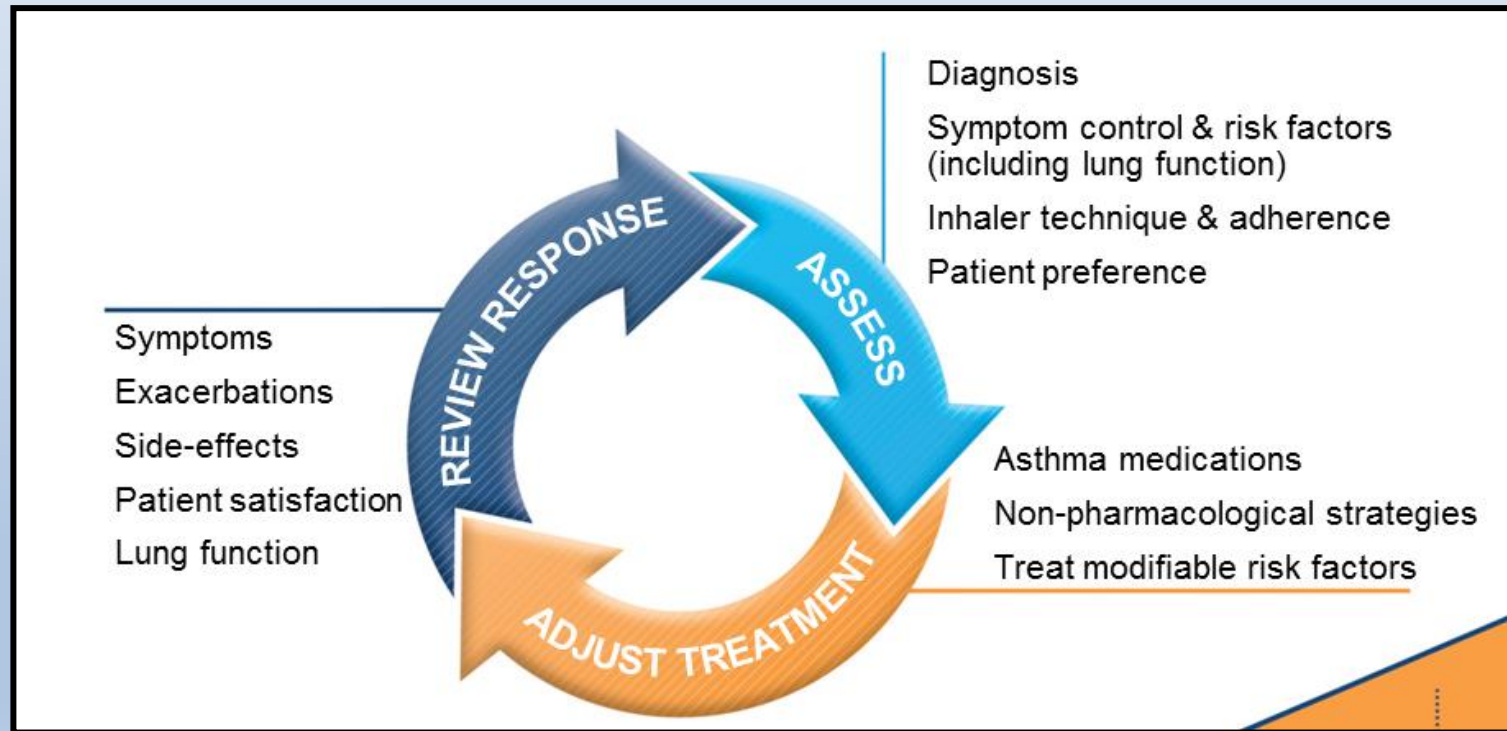 Diagnosis
Symptom control & risk factors
(including lung function)
Inhaler technique & adherence
Patient preference
ASSESS
Asthma medications
Non-pharmacological strategies
Treat modifiable risk factors
ADJUST TREATMENT
REVIEW RESPONSE
Symptoms
Exacerbations
Side-effects
Patient satisfaction
Lung function